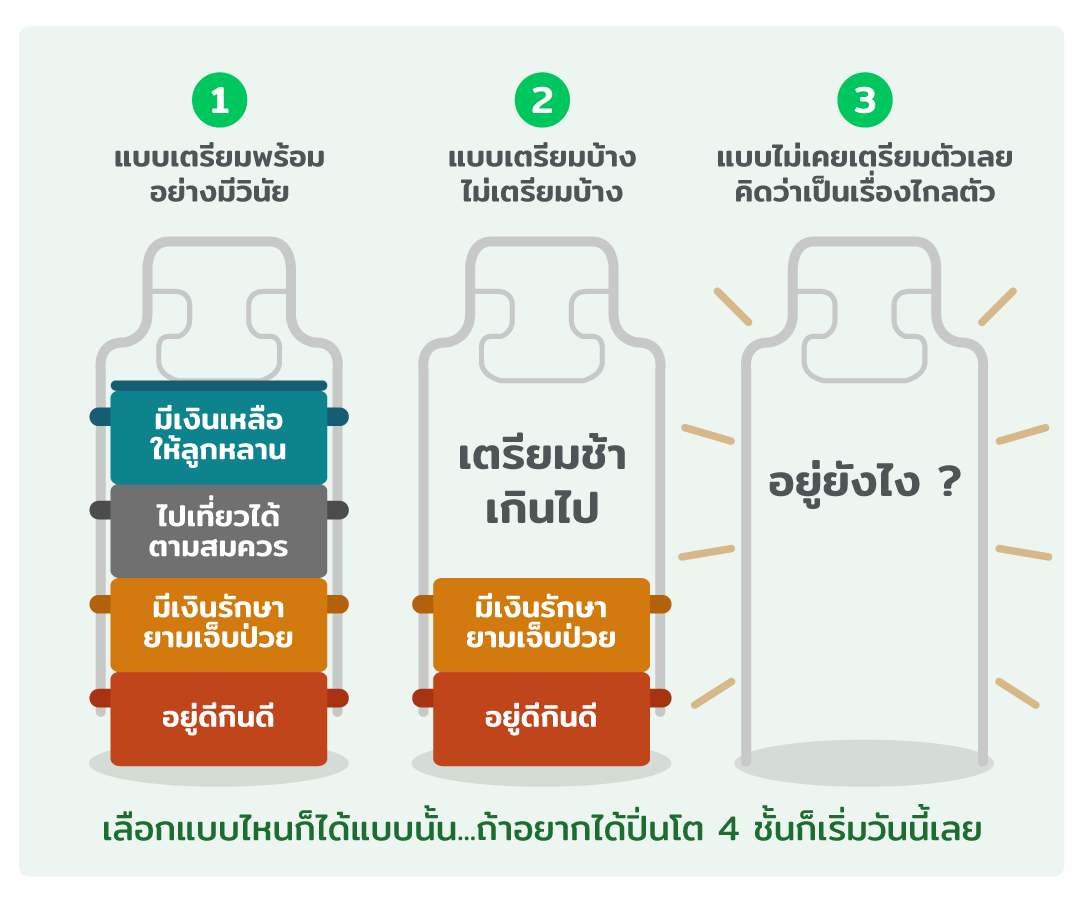 1
แบบเตรียมพร้อม
อย่างมีวินัย
มีเงินเหลือ
ให้ลูกหลาน
ไปเที่ยวได้
ตามสมควร
มีเงินรักษา
ยามเจ็บป่วย
อยู่ดีกินดี
2
แบบเตรียมบ้าง
ไม่เตรียมบ้าง
เตรียมช้า
เกินไป
มีเงินรักษา
ยามเจ็บป่วย
อยู่ดีกินดี
3
แบบไม่เคยเตรียมตัวเลย
คิดว่าเป็นเรื่องไกลตัว
อยู่ยังไง ?
เลือกแบบไหนก็ได้แบบนั้น...ถ้าอยากได้ปิ่นโต 4 ชั้นก็เริ่มวันนี้เลย